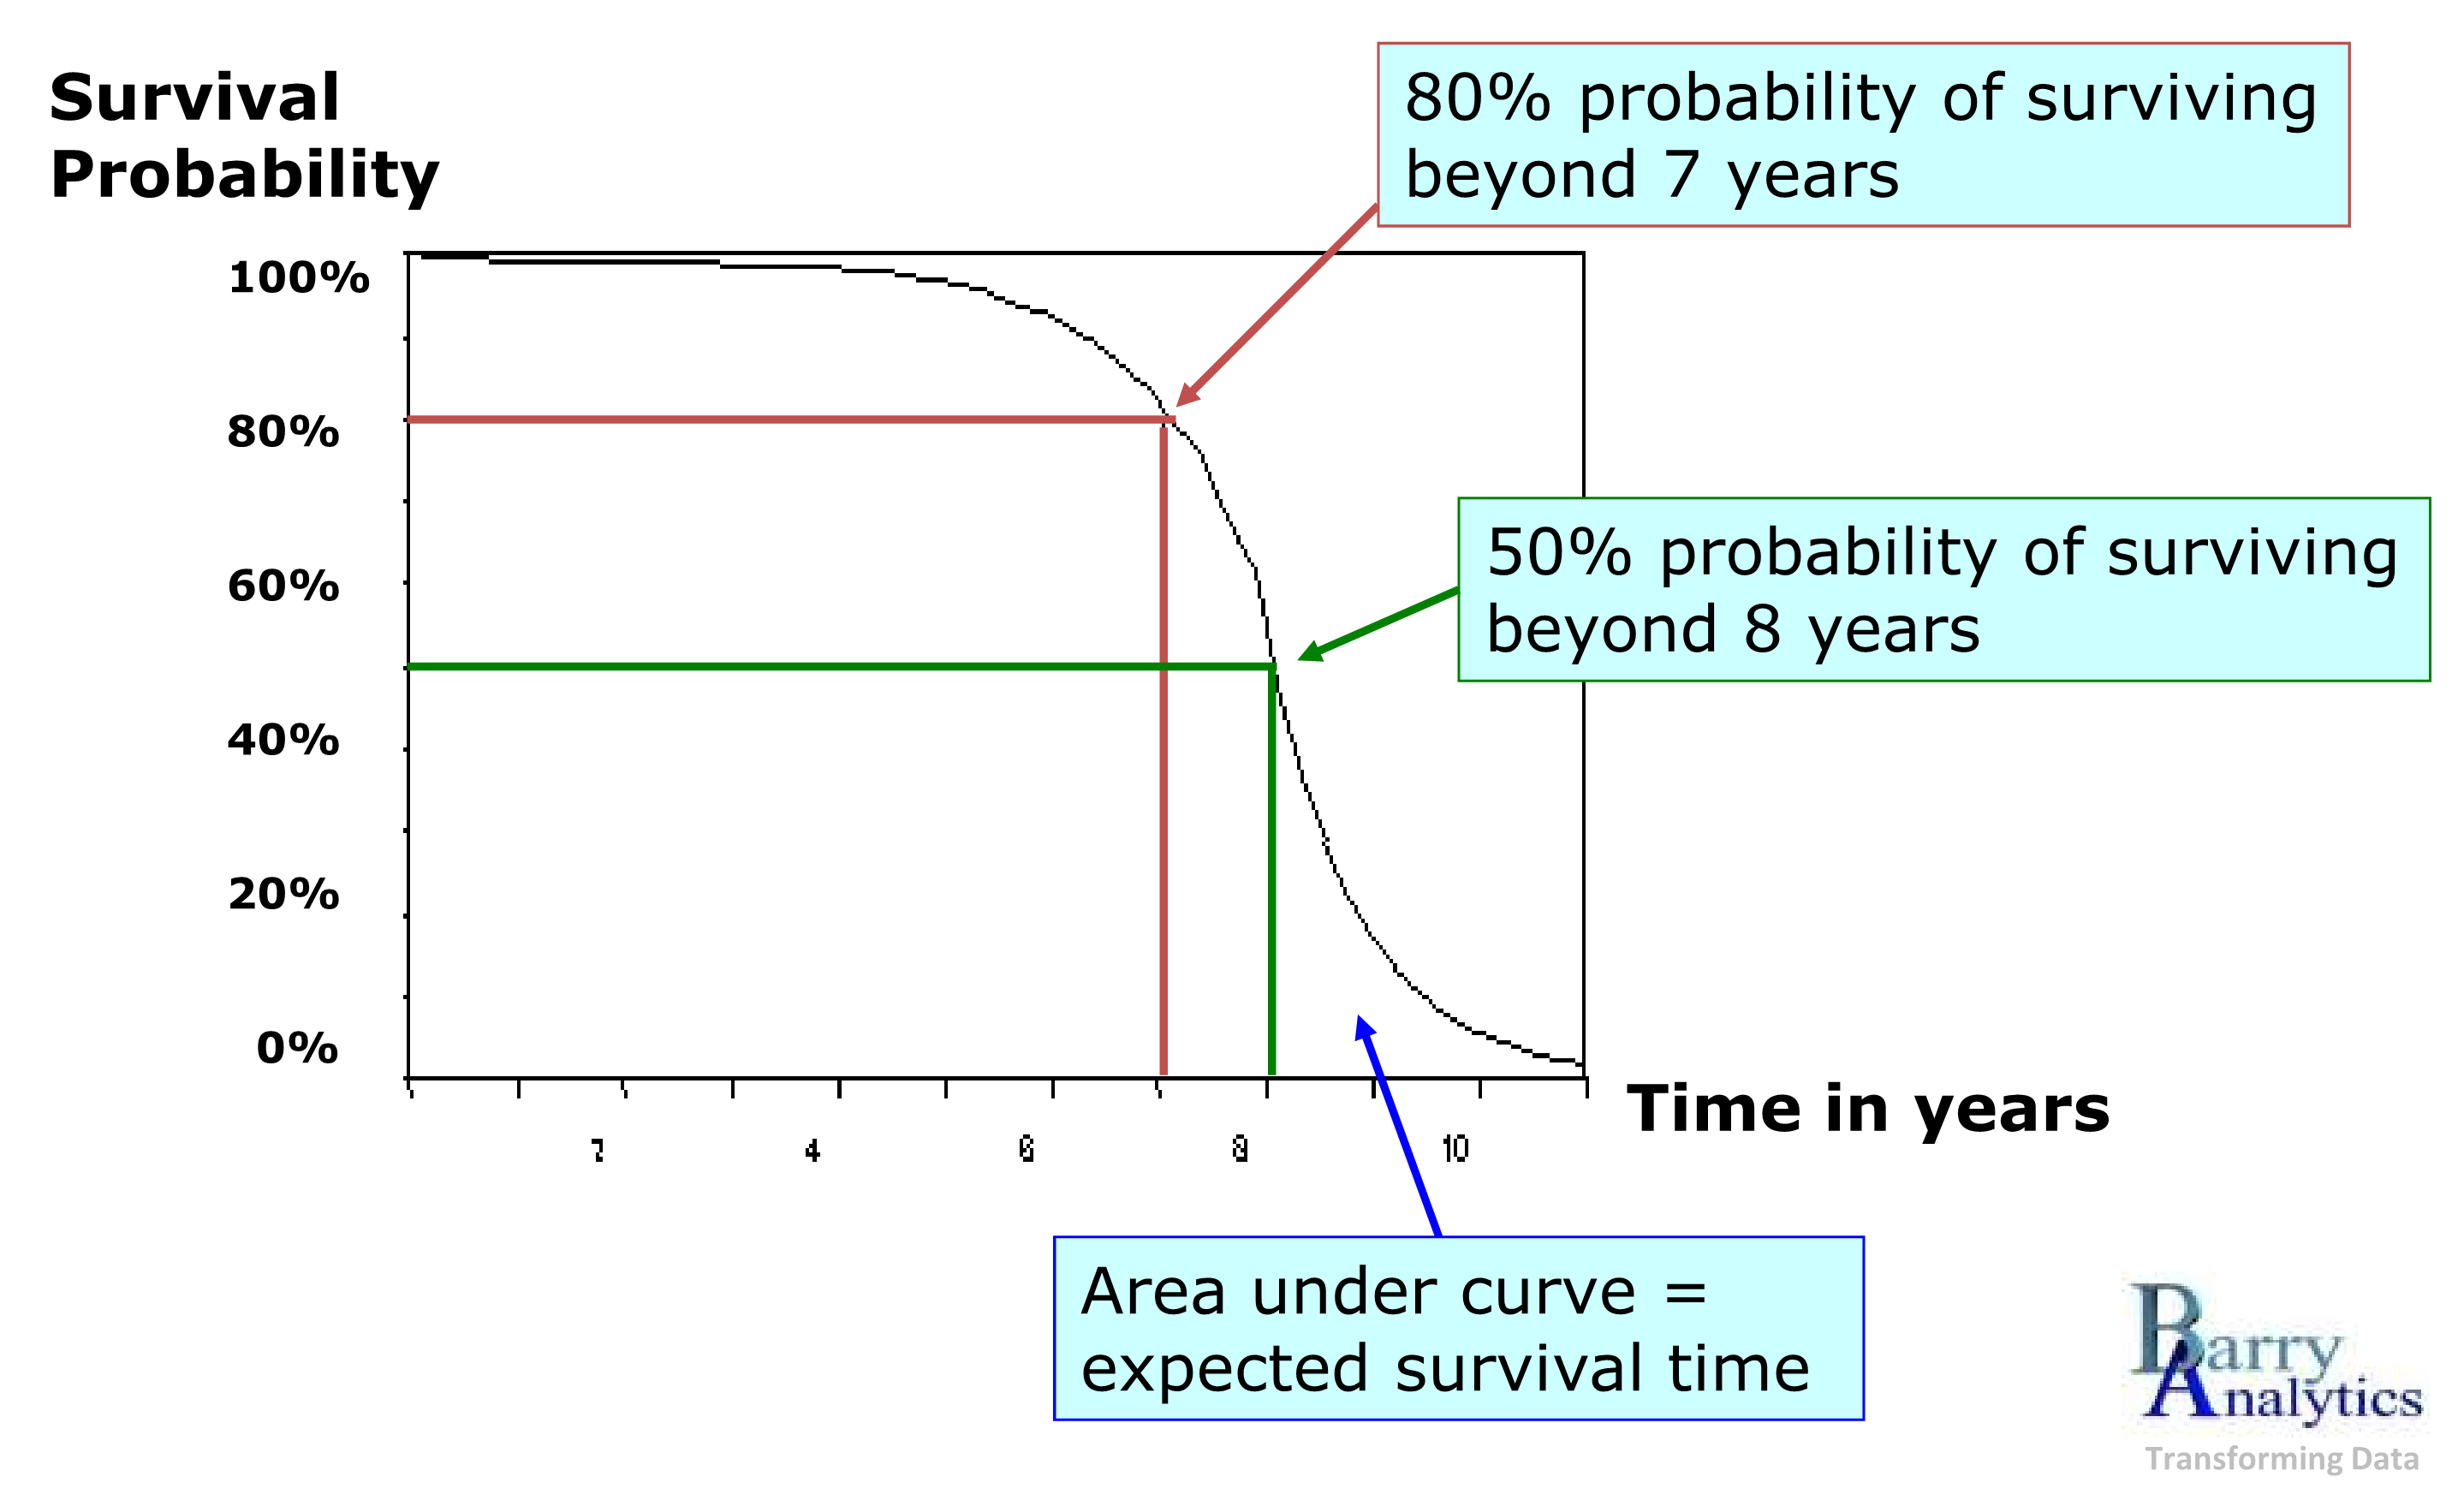 Survival
Probability
80% probability of surviving
beyond 7 years
100%
80%
60%
40%
20%
0%
50% probability of surviving
beyond 8 years
4
10
Time in years
Area under curve =
expected survival time
Barry
Analytics
Transforming Data